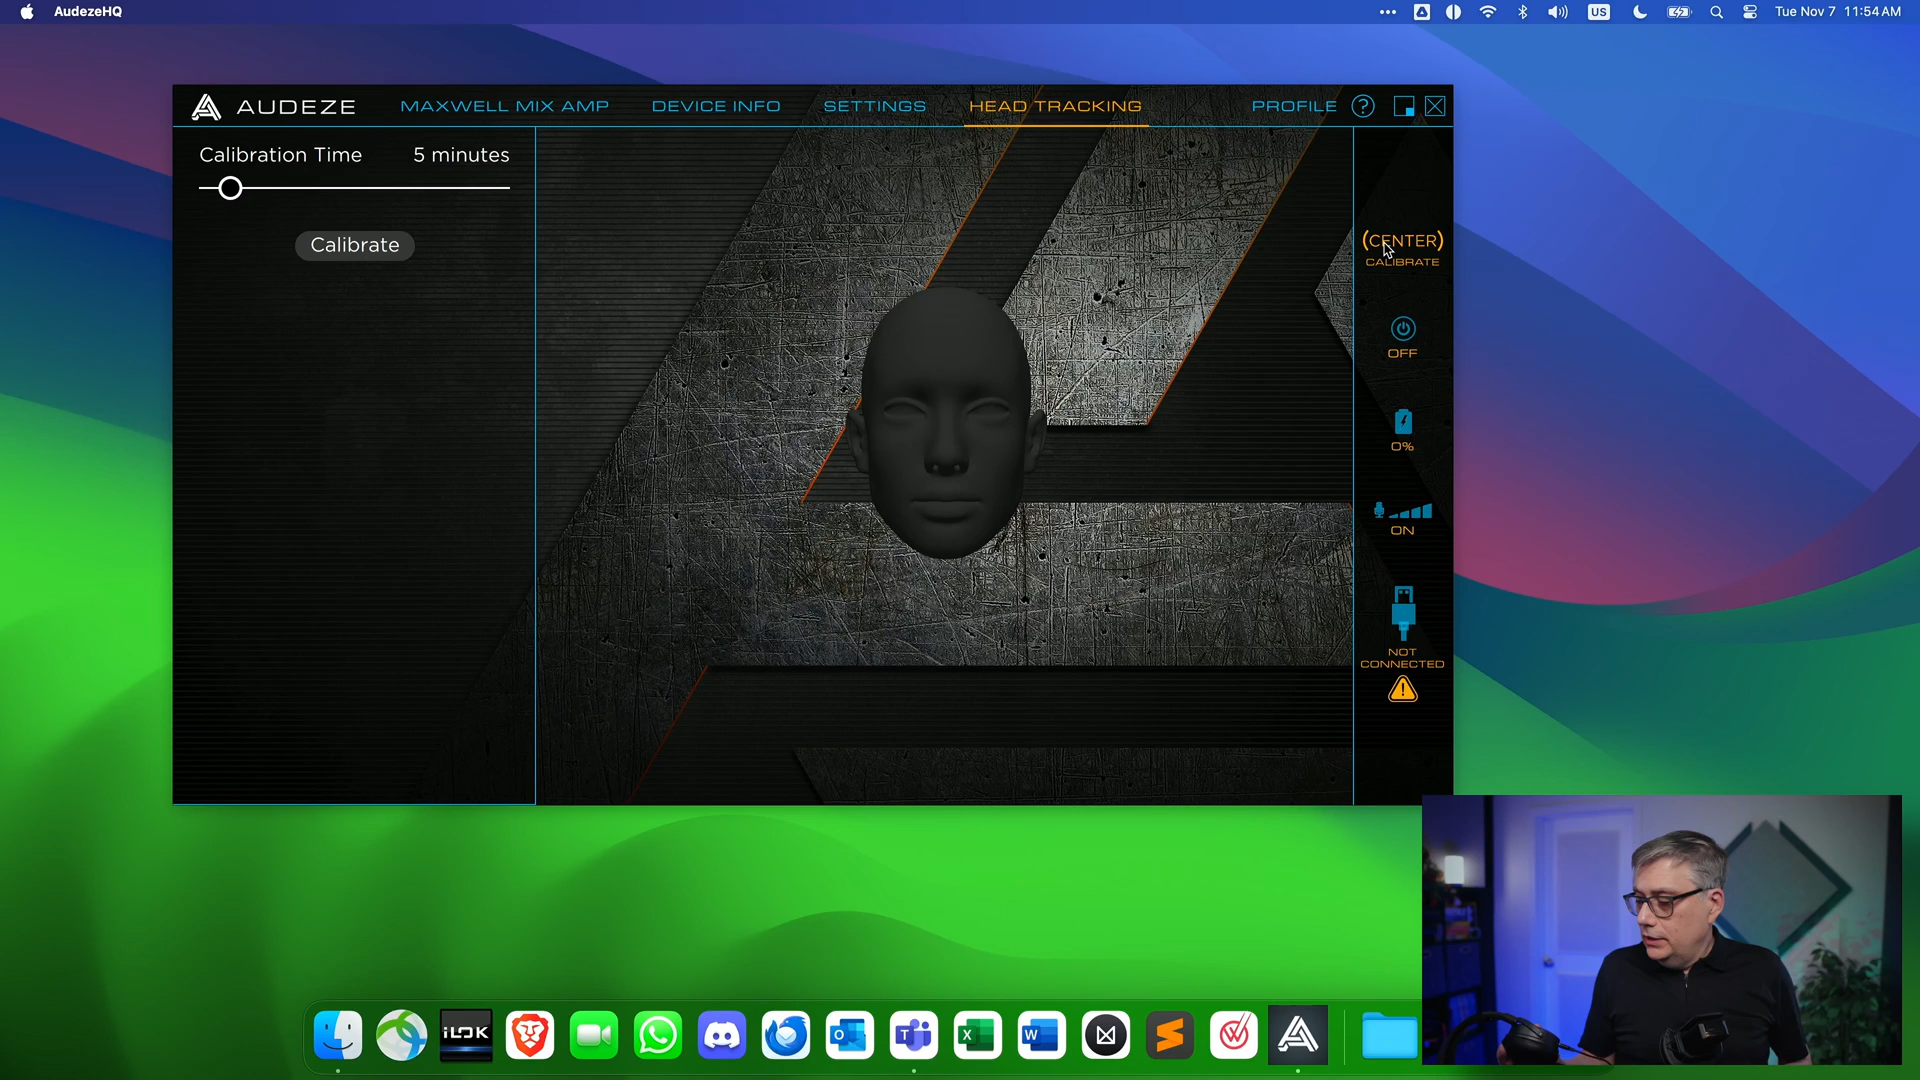 AudezeHQ
US
Tue Nov 7 11:54 AM
AUDEZE
MAXWELL MIX AMP
DEVICE INFO
SETTINGS
HEAD TRACKING
PROFILE
?
Calibration Time 5 minutes
Calibrate
(CENTER)
CALIBRATE
OFF
0%
ON
NOT
CONNECTED
iLOK
O
T
X
W